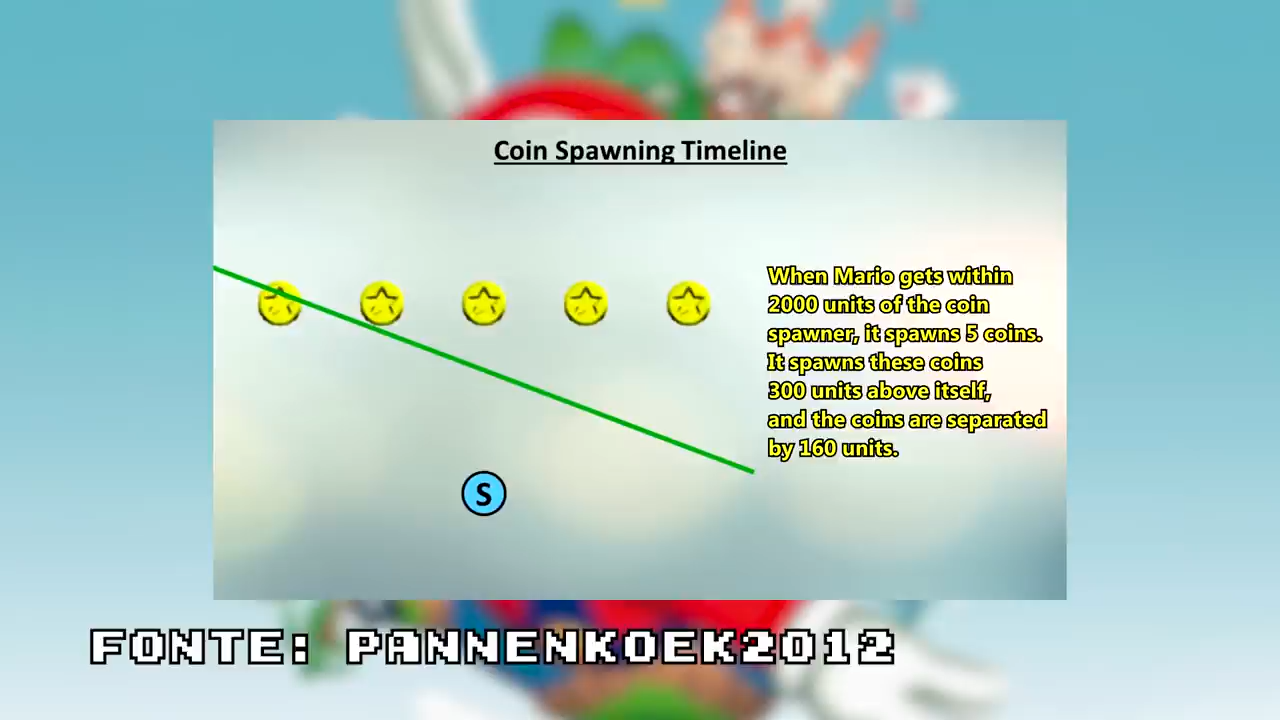 Coin Spawning Timeline
When Mario gets within
2000 units of the coin
spawner, it spawns 5 coins.
It spawns these coins
300 units above itself,
and the coins are separated
by 160 units.
S
FONTE: PANNENKOEK2012